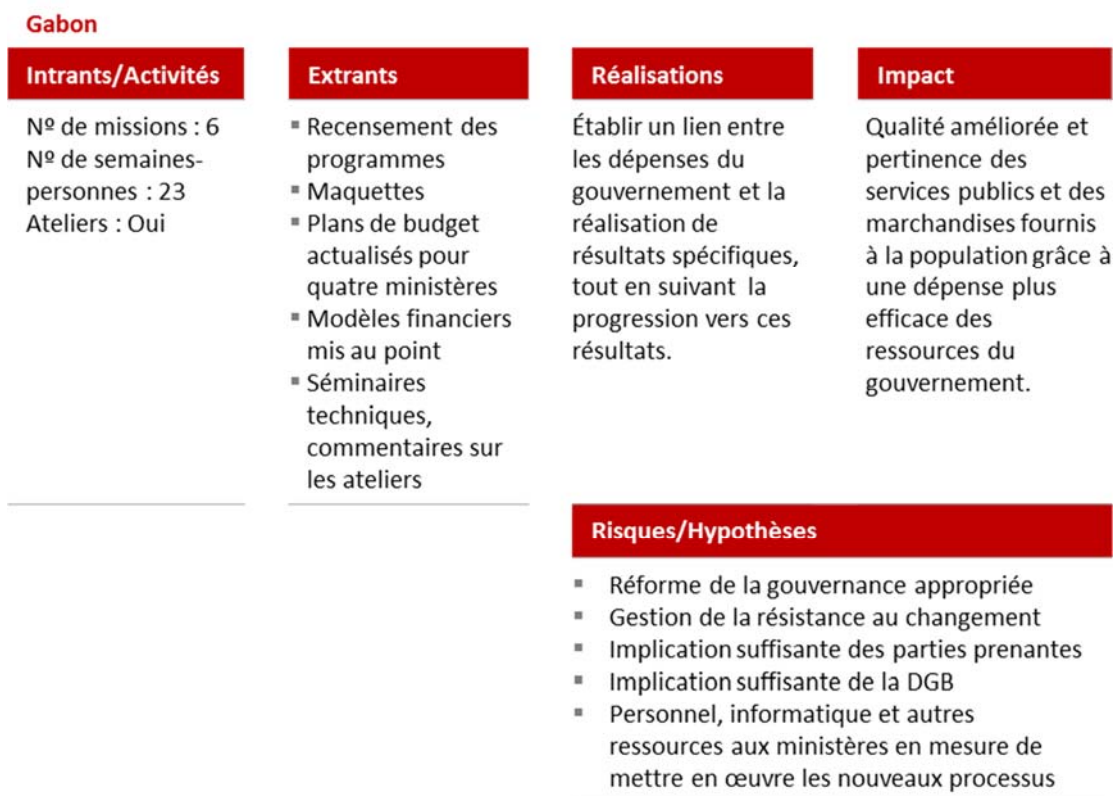 Gabon
Intrants/Activités
Nº de missions : 6
Nº de semaines-
personnes : 23
Ateliers : Oui
Extrants
▪ Recensement des
programmes
▪ Maquettes
▪ Plans de budget
actualisés pour
quatre ministères
▪ Modèles financiers
mis au point
▪ Séminaires
techniques,
commentaires sur
les ateliers
Réalisations
Établir un lien entre
les dépenses du
gouvernement et la
réalisation de
résultats spécifiques,
tout en suivant la
progression vers ces
résultats.
Impact
Qualité améliorée et
pertinence des
services publics et des
marchandises fournis
à la population grâce à
une dépense plus
efficace des
ressources du
gouvernement.
Risques/Hypothèses
▪ Réforme de la gouvernance appropriée
▪ Gestion de la résistance au changement
▪ Implication suffisante des parties prenantes
▪ Implication suffisante de la DGB
▪ Personnel, informatique et autres
ressources aux ministères en mesure de
mettre en œuvre les nouveaux processus